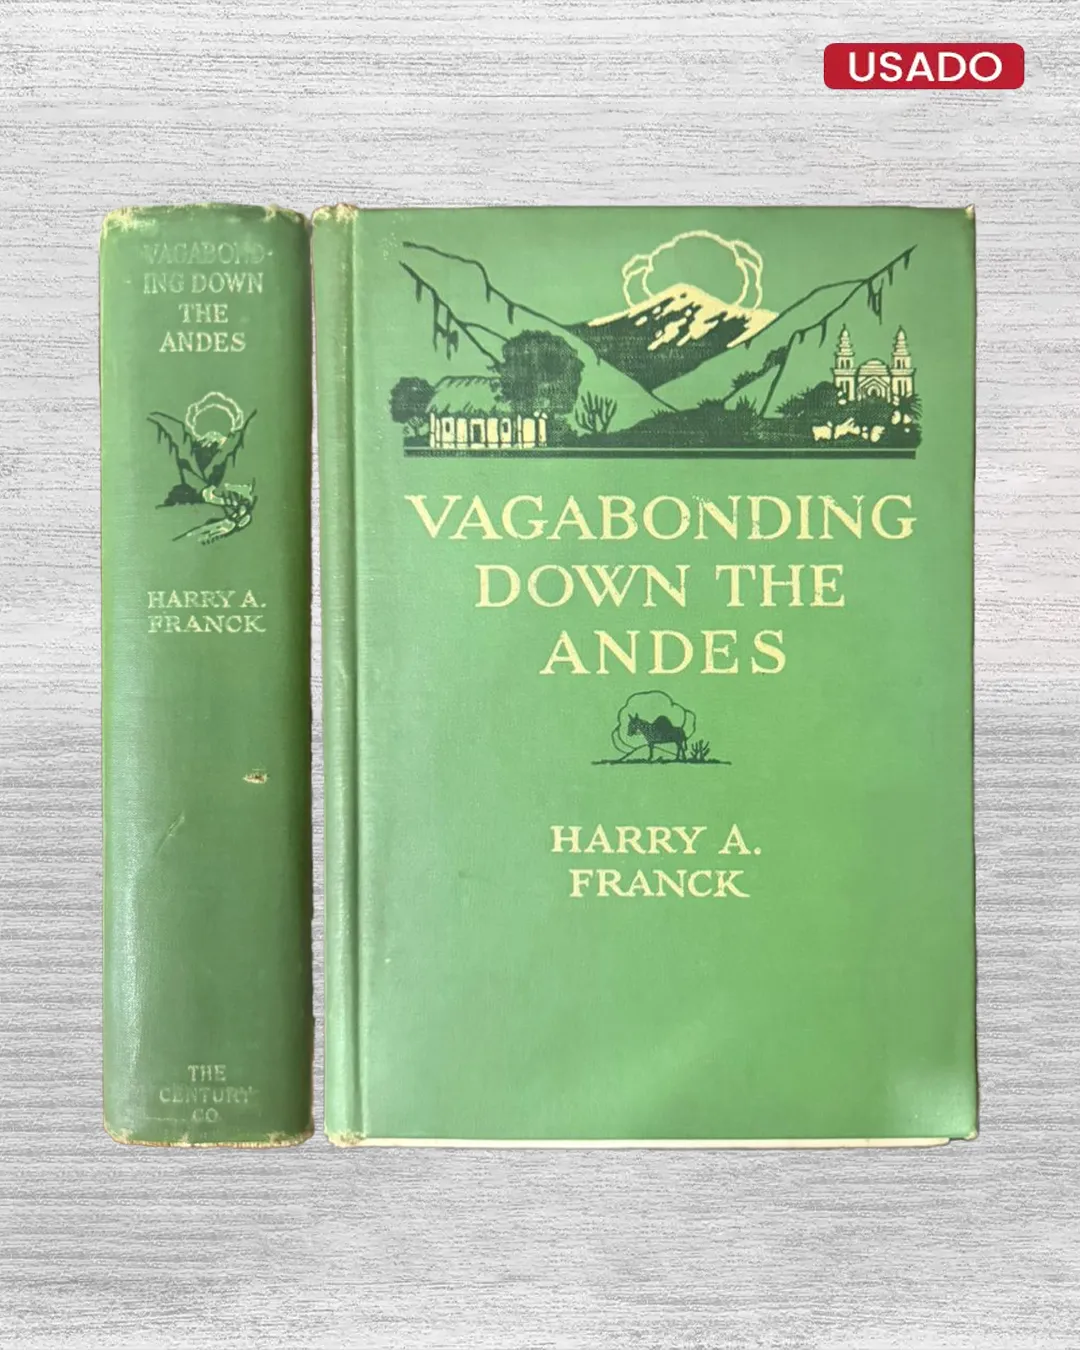 USADO
VAGABOND-
ING DOWN
THE
ANDES
HARRY A.
FRANCK
THE
CENTURY
CO
VAGABONDING
DOWN THE
ANDES
HARRY A.
FRANCK